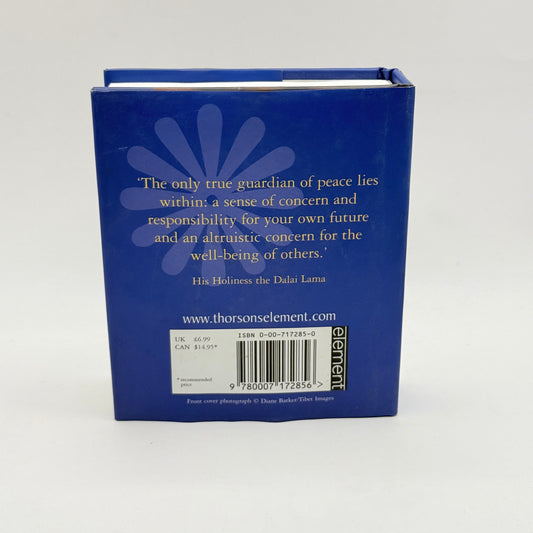 ‘The only true guardian of peace lies
within: a sense of concern and
responsibility for your own future
and an altruistic concern for the
well-being of others.’
His Holiness the Dalai Lama
www.thorsonselement.com
UK £6.99
CAN $14.95*
*recommended
price
ISBN 0-00-717285-0
9 780007 172856 >
element
Front cover photograph © Diane Barker/Tibet Images